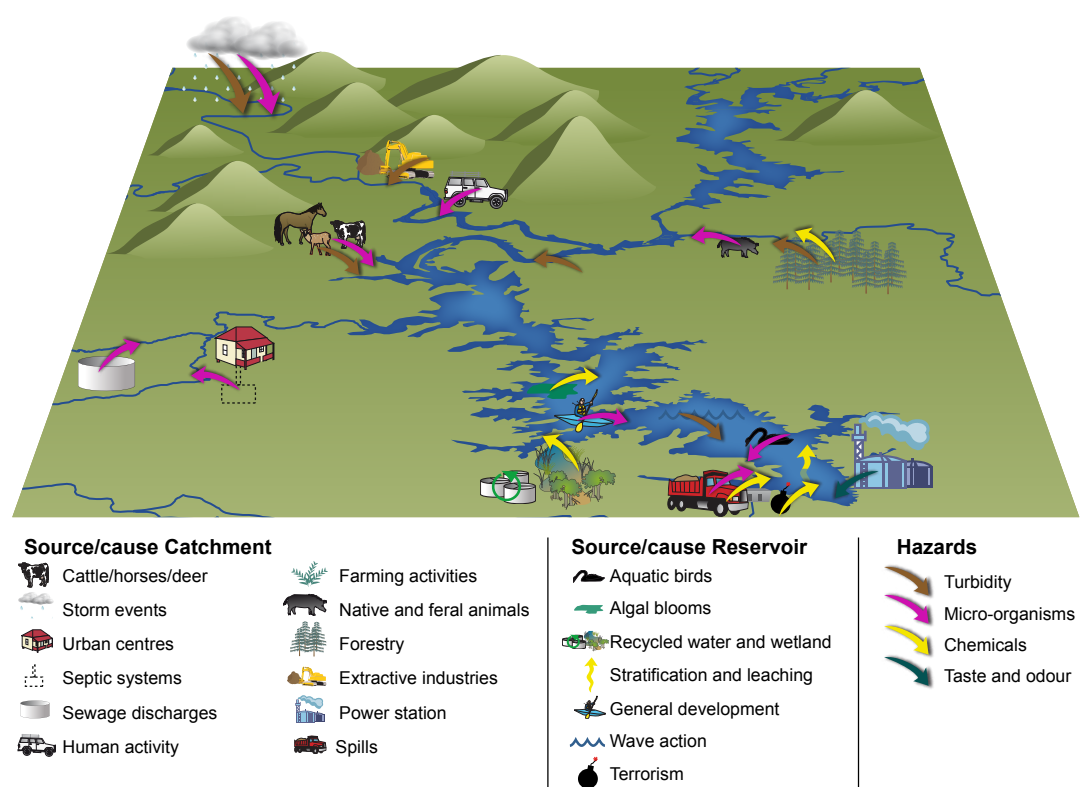 Source/cause Catchment
Cattle/horses/deer
Storm events
Urban centres
Septic systems
Sewage discharges
Human activity
Farming activities
Native and feral animals
Forestry
Extractive industries
Power station
Spills
Source/cause Reservoir
Aquatic birds
Algal blooms
Recycled water and wetland
Stratification and leaching
General development
Wave action
Terrorism
Hazards
Turbidity
Micro-organisms
Chemicals
Taste and odour